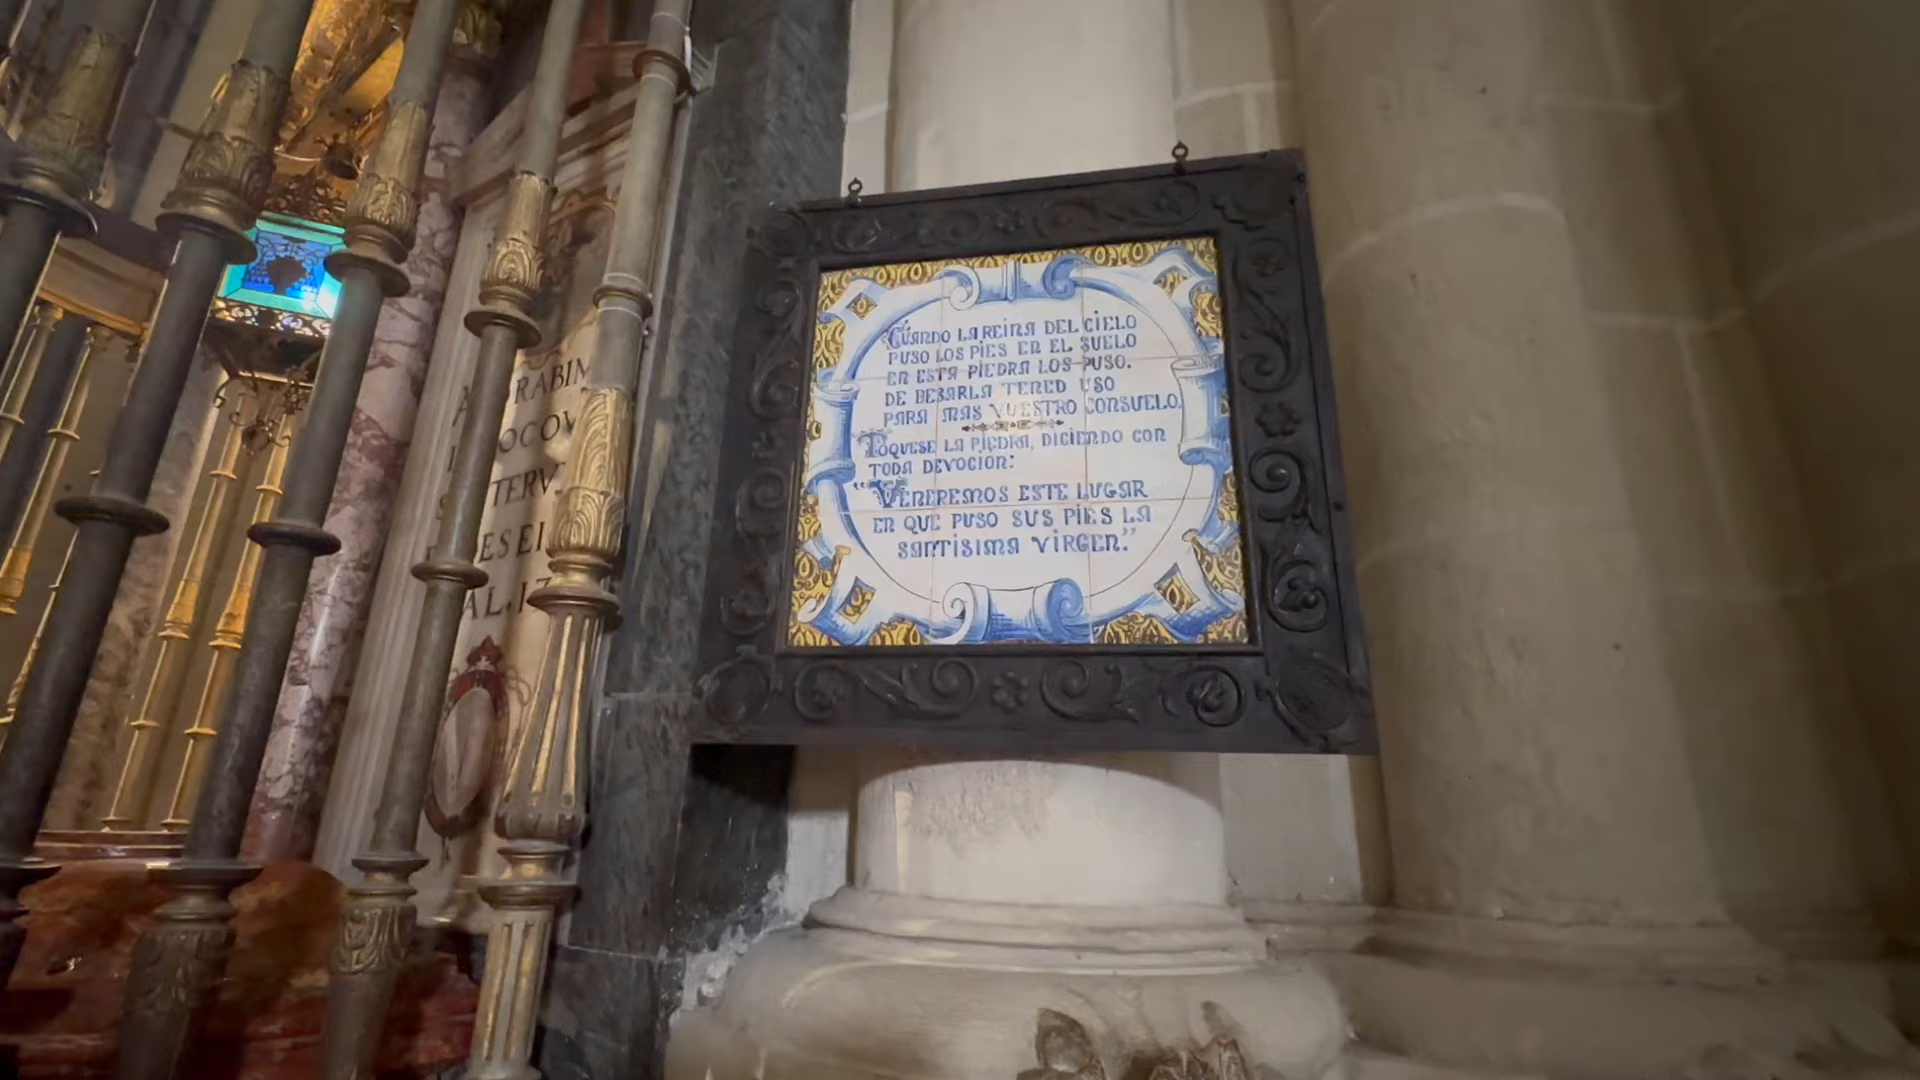 CUANDO LA REINA DEL CIELO
PUSO LOS PIES EN EL SUELO
EN ESTA PIEDRA LOS PUSO.
DE BESARLA TENED USO
PARA MAS VUESTRO CONSUELO.
TOQUESE LA PIEDRA, DICIENDO CON
TODA DEVOCION:
"VENEREMOS ESTE LUGAR
EN QUE PUSO SUS PIES LA
SANTISIMA VIRGEN."